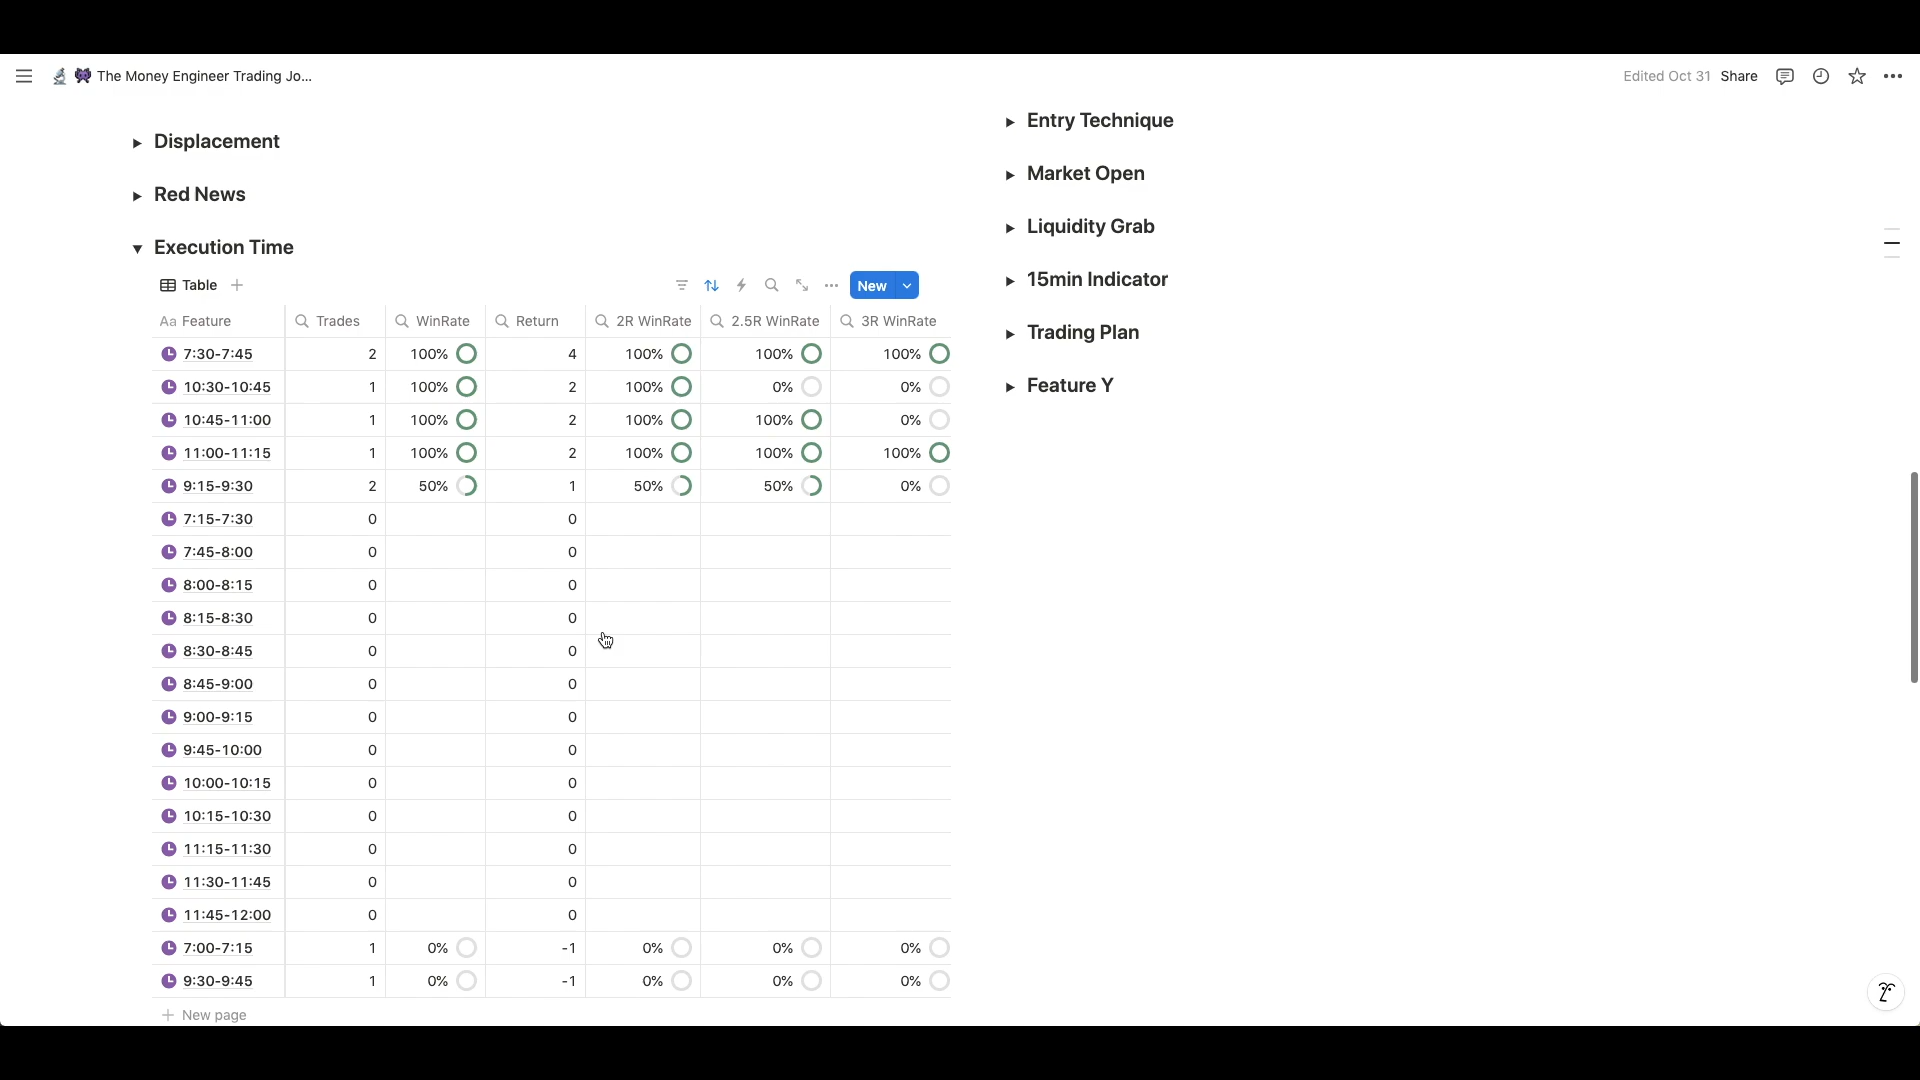 The Money Engineer Trading Jo...
Edited Oct 31 Share
Displacement
Red News
Execution Time
Table
New
Aa Feature Trades WinRate Return 2R WinRate 2.5R WinRate 3R WinRate
7:30-7:45 2 100% 4 100% 100% 100%
10:30-10:45 1 100% 2 100% 0% 0%
10:45-11:00 1 100% 2 100% 100% 0%
11:00-11:15 1 100% 2 100% 100% 100%
9:15-9:30 2 50% 1 50% 50% 0%
7:15-7:30 0 0
7:45-8:00 0 0
8:00-8:15 0 0
8:15-8:30 0 0
8:30-8:45 0 0
8:45-9:00 0 0
9:00-9:15 0 0
9:45-10:00 0 0
10:00-10:15 0 0
10:15-10:30 0 0
11:15-11:30 0 0
11:30-11:45 0 0
11:45-12:00 0 0
7:00-7:15 1 0% -1 0% 0% 0%
9:30-9:45 1 0% -1 0% 0% 0%
New page
Entry Technique
Market Open
Liquidity Grab
15min Indicator
Trading Plan
Feature Y